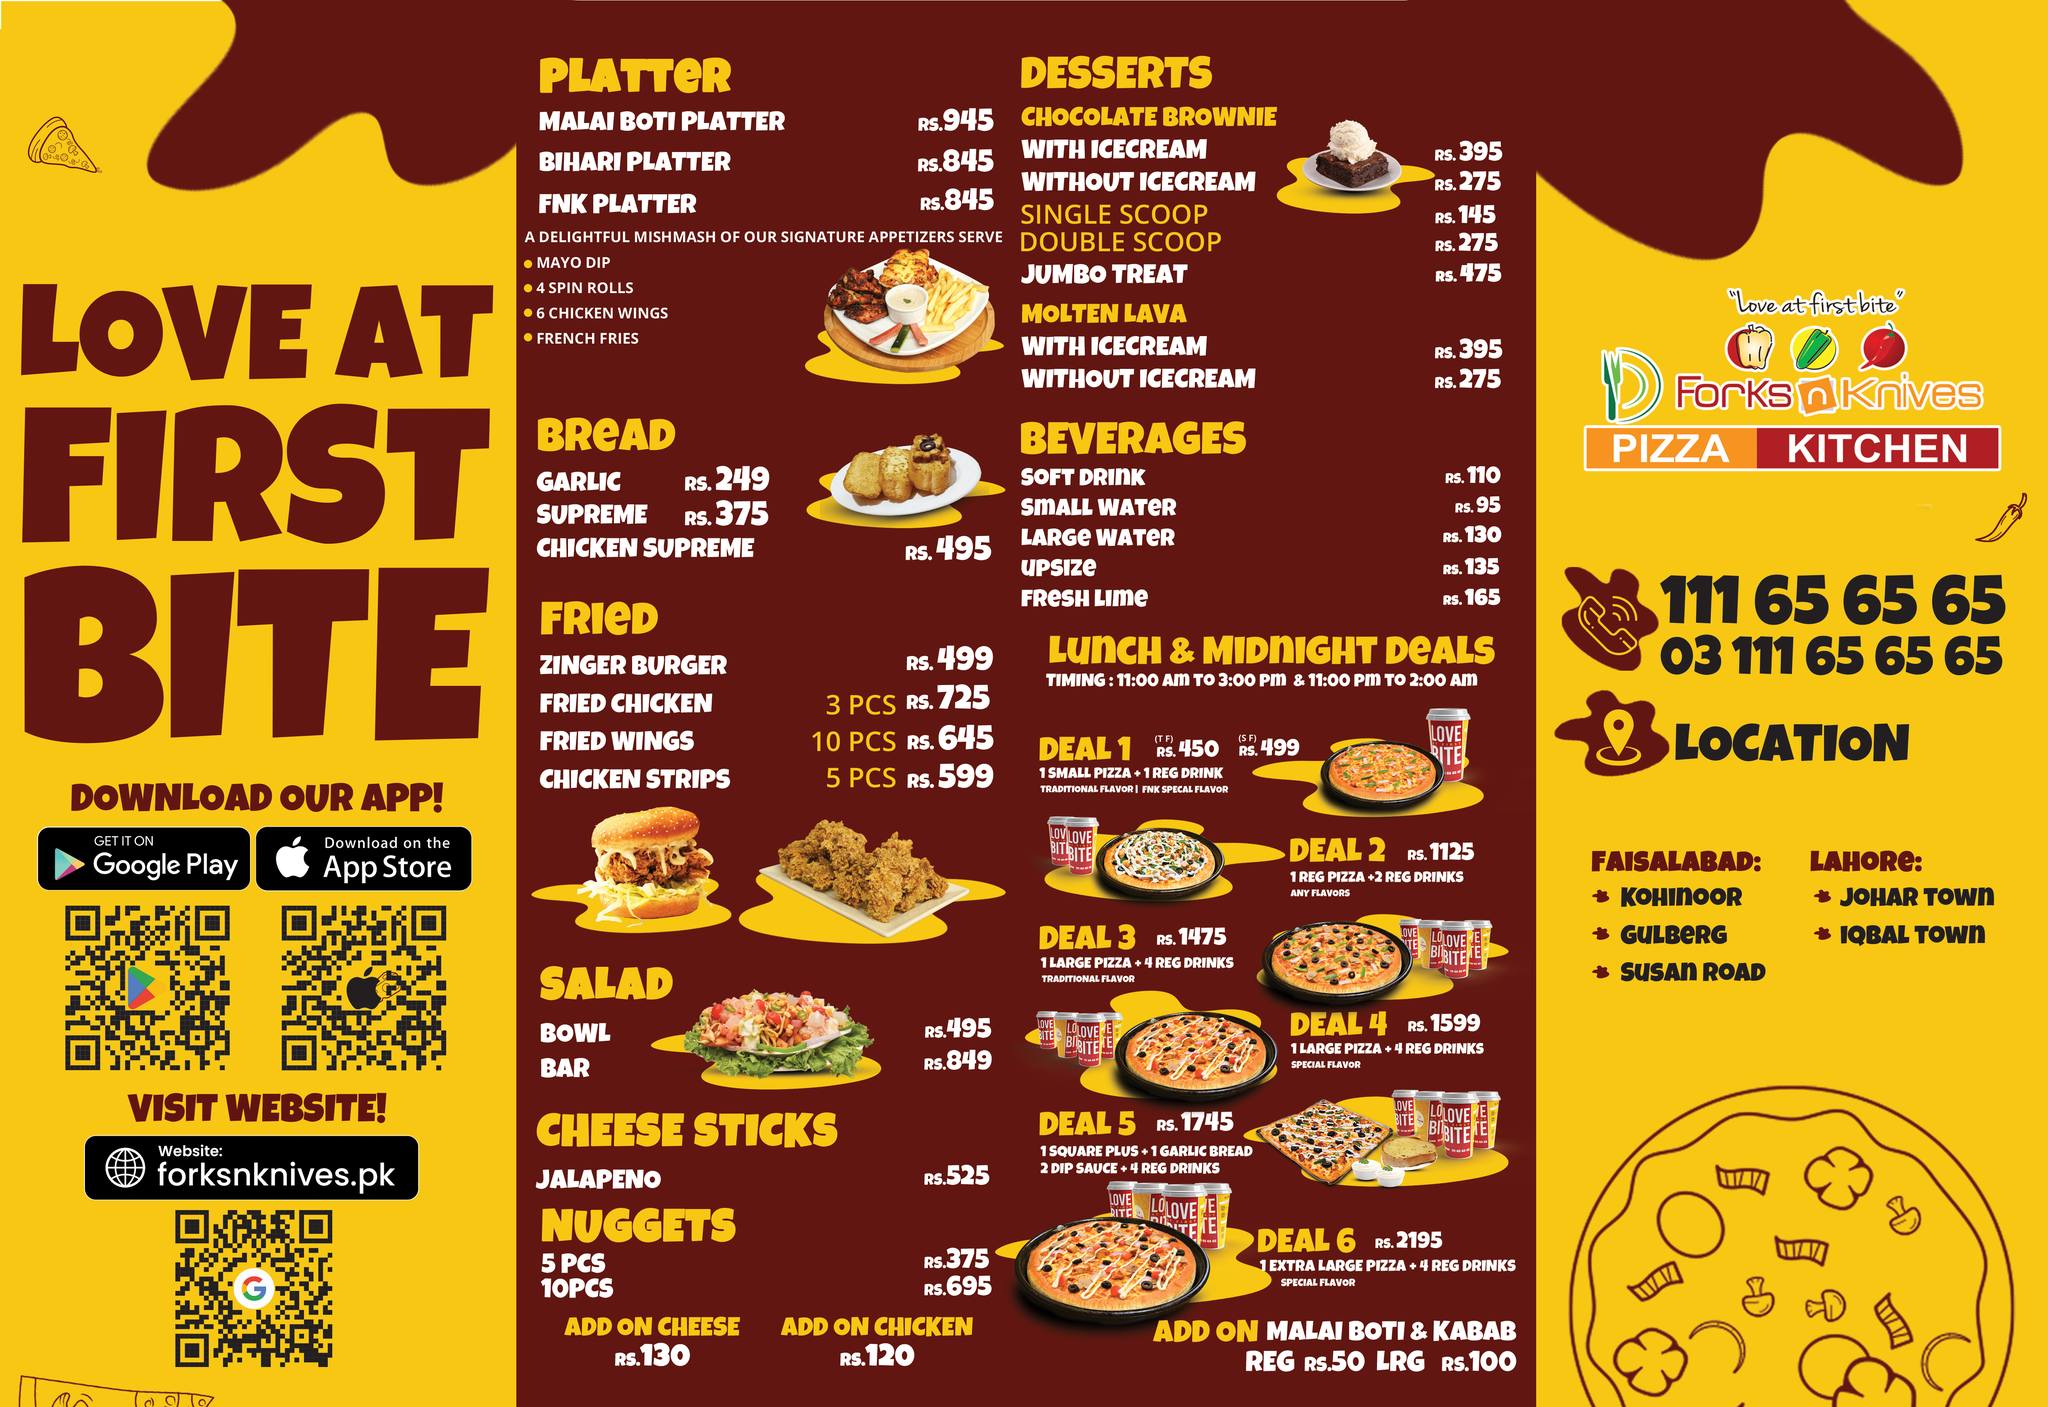 LOVE AT
FIRST
BITE
DOWNLOAD OUR APP!
GET IT ON
Google Play
Download on the
App Store
VISIT WEBSITE!
Website:
forksnknives.pk
PLATTER
MALAI BOTI PLATTER RS.945
BIHARI PLATTER RS.845
FNK PLATTER RS.845
A DELIGHTFUL MISHMASH OF OUR SIGNATURE APPETIZERS SERVE
MAYO DIP
4 SPIN ROLLS
6 CHICKEN WINGS
FRENCH FRIES
BREAD
GARLIC RS. 249
SUPREME RS. 375
CHICKEN SUPREME RS. 495
FRIED
ZINGER BURGER RS. 499
FRIED CHICKEN 3 PCS RS. 725
FRIED WINGS 10 PCS RS. 645
CHICKEN STRIPS 5 PCS RS. 599
SALAD
BOWL RS.495
BAR RS.849
CHEESE STICKS
JALAPENO RS.525
NUGGETS
5 PCS RS.375
10PCS RS.695
ADD ON CHEESE ADD ON CHICKEN
RS.130 RS.120
DESSERTS
CHOCOLATE BROWNIE
WITH ICECREAM RS. 395
WITHOUT ICECREAM RS. 275
SINGLE SCOOP RS. 145
DOUBLE SCOOP RS. 275
JUMBO TREAT RS. 475
MOLTEN LAVA
WITH ICECREAM RS. 395
WITHOUT ICECREAM RS. 275
BEVERAGES
SOFT DRINK RS. 110
SMALL WATER RS. 95
LARGE WATER RS. 130
UPSIZE RS. 135
FRESH LIME RS. 165
LUNCH & MIDNIGHT DEALS
TIMING : 11:00 AM TO 3:00 PM & 11:00 PM TO 2:00 AM
DEAL 1 (T F) RS. 450 (S F) RS. 499
1 SMALL PIZZA + 1 REG DRINK
TRADITIONAL FLAVOR | FNK SPECAL FLAVOR
LOVE
BITE
DEAL 2 RS. 1125
1 REG PIZZA +2 REG DRINKS
ANY FLAVORS
LOVE
BITE
DEAL 3 RS. 1475
1 LARGE PIZZA + 4 REG DRINKS
TRADITIONAL FLAVOR
LOVE
BITE
DEAL 4 RS. 1599
1 LARGE PIZZA + 4 REG DRINKS
SPECIAL FLAVOR
LOVE
BITE
DEAL 5 RS. 1745
1 SQUARE PLUS + 1 GARLIC BREAD
2 DIP SAUCE + 4 REG DRINKS
LOVE
BITE
DEAL 6 RS. 2195
1 EXTRA LARGE PIZZA + 4 REG DRINKS
SPECIAL FLAVOR
LOVE
BITE
ADD ON MALAI BOTI & KABAB
REG RS.50 LRG RS.100
"Love at first bite"
Forks n Knives
PIZZA KITCHEN
111 65 65 65
03 111 65 65 65
LOCATION
FAISALABAD:
KOHINOOR
GULBERG
SUSAN ROAD
LAHORE:
JOHAR TOWN
IQBAL TOWN